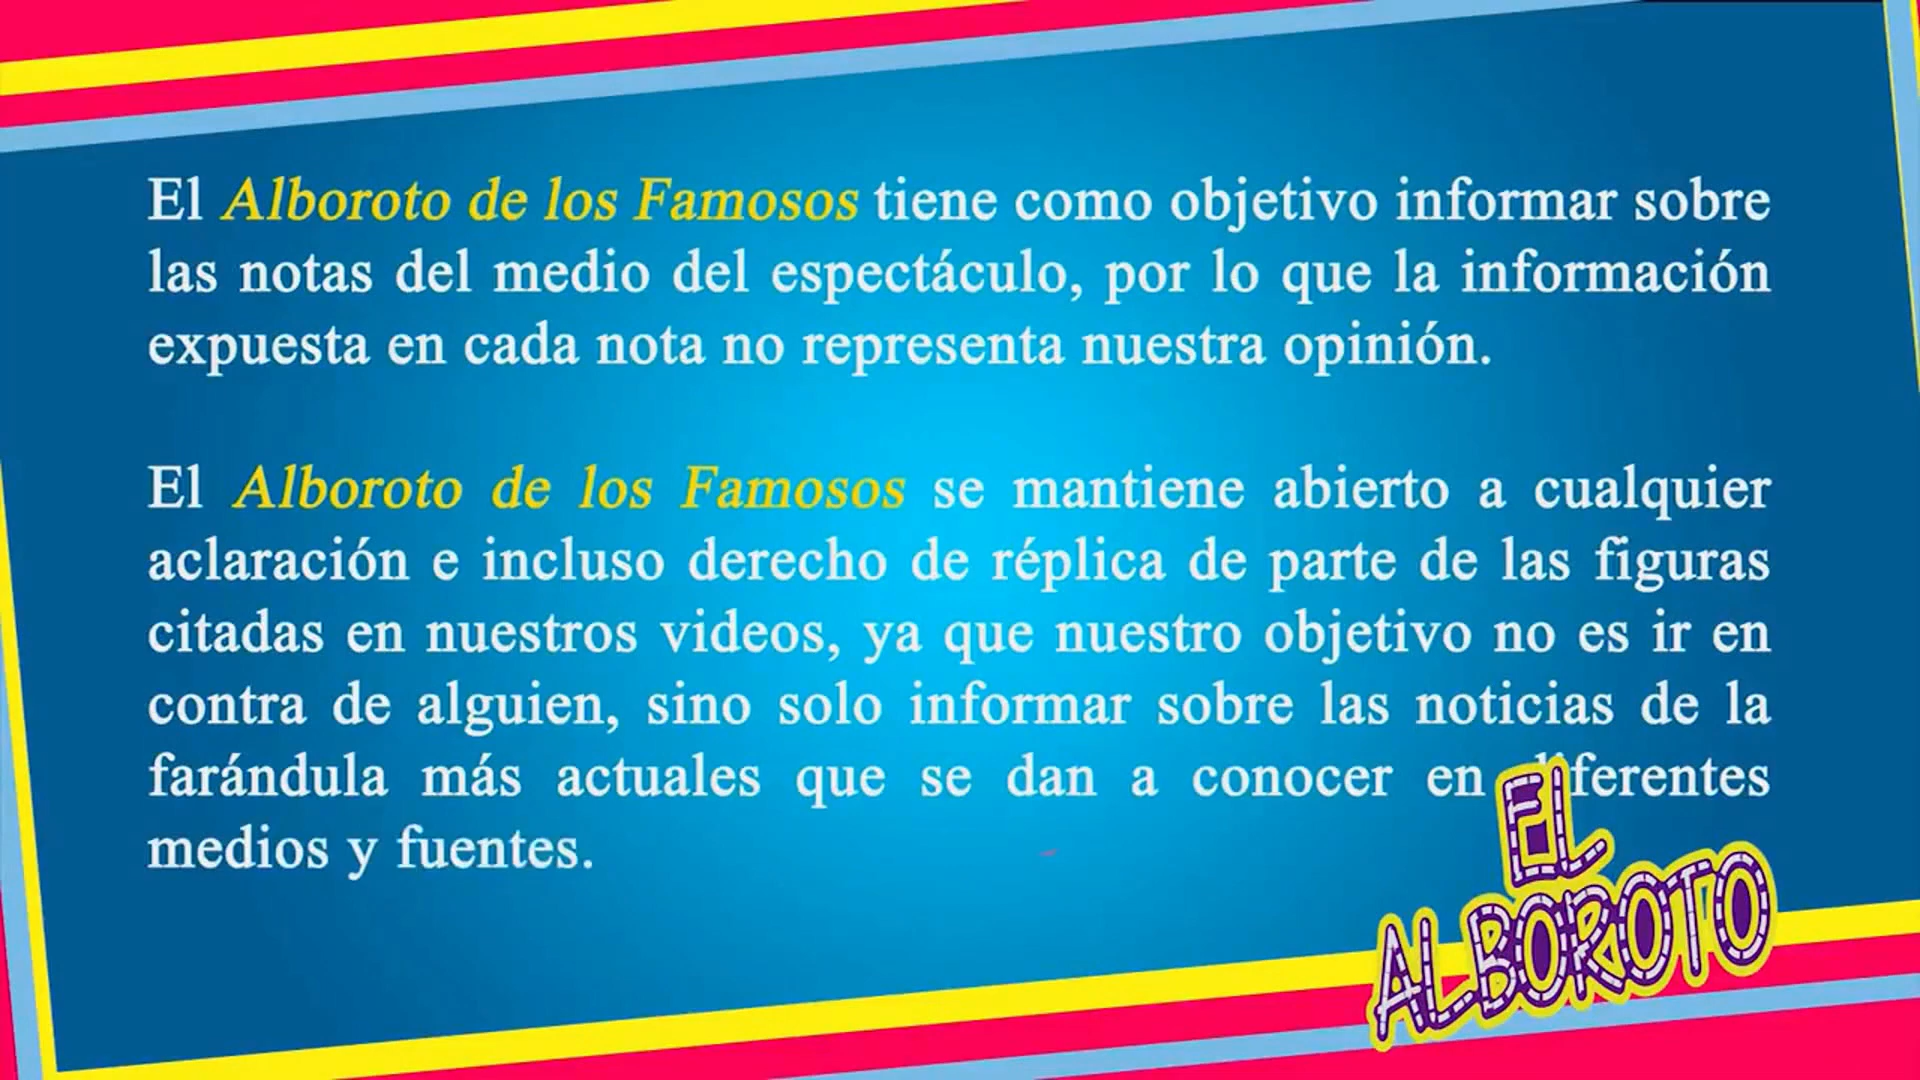 El Alboroto de los Famosos tiene como objetivo informar sobre
las notas del medio del espectáculo, por lo que la información
expuesta en cada nota no representa nuestra opinión.
El Alboroto de los Famosos se mantiene abierto a cualquier
aclaración e incluso derecho de réplica de parte de las figuras
citadas en nuestros videos, ya que nuestro objetivo no es ir en
contra de alguien, sino solo informar sobre las noticias de la
farándula más actuales que se dan a conocer en diferentes
medios y fuentes.
EL
ALBOROTO